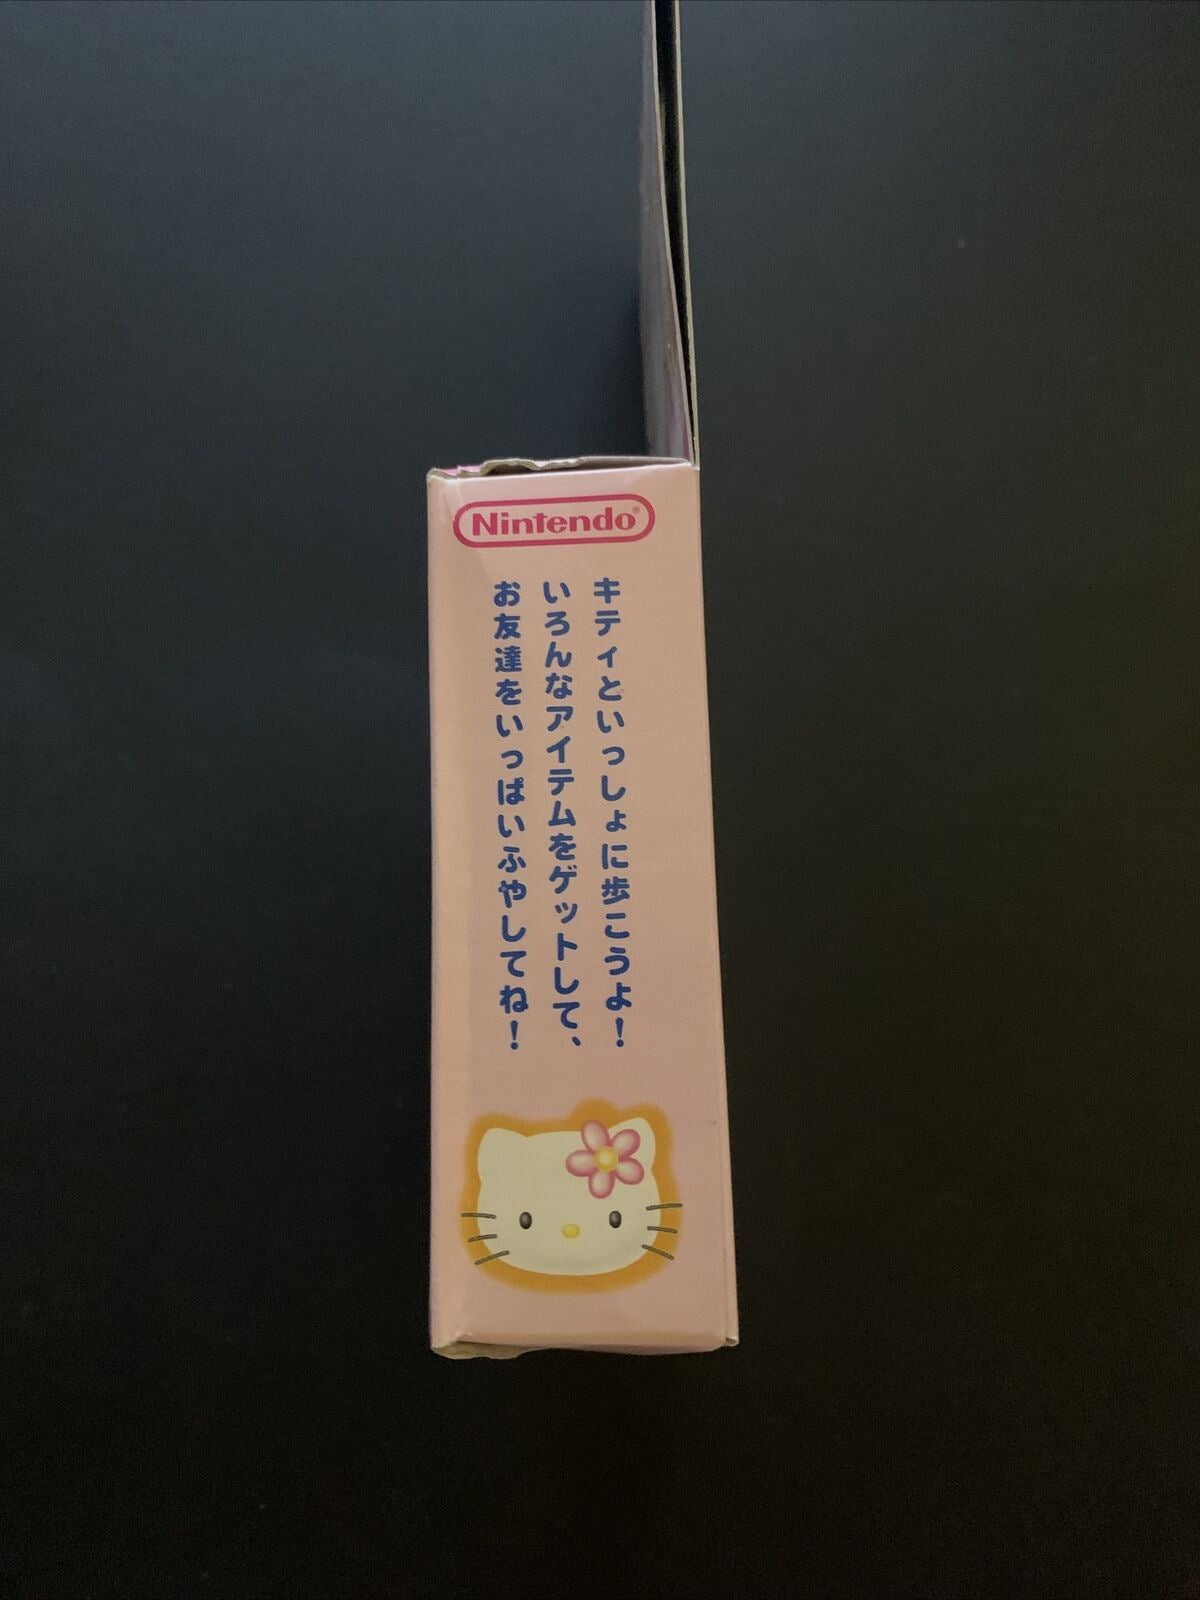 Nintendo®
キティといっしょに歩こうよ！
いろんなアイテムをゲットして、
お友達をいっぱいふやしてね！